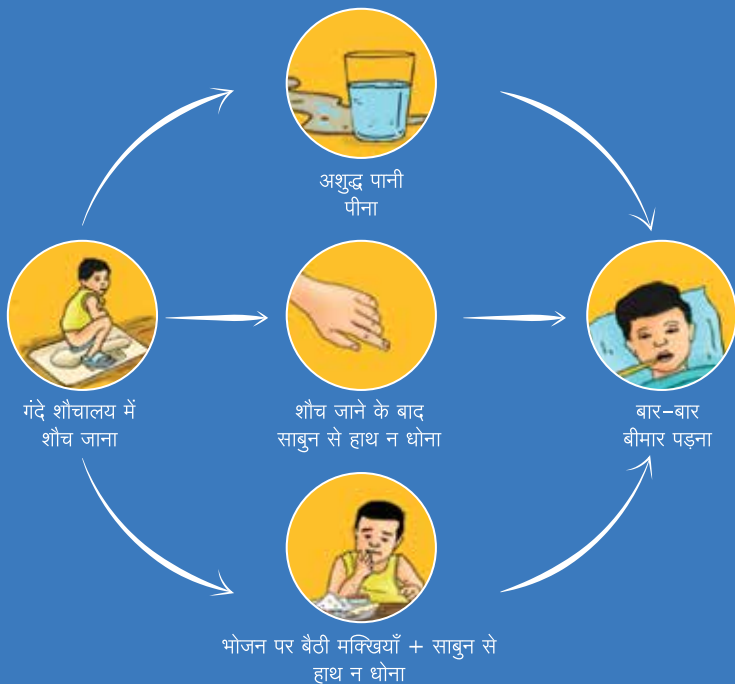 अशुद्ध पानी
पीना
गंदे शौचालय में
शौच जाना
शौच जाने के बाद
साबुन से हाथ न धोना
बार-बार
बीमार पड़ना
भोजन पर बैठी मक्खियाँ + साबुन से
हाथ न धोना